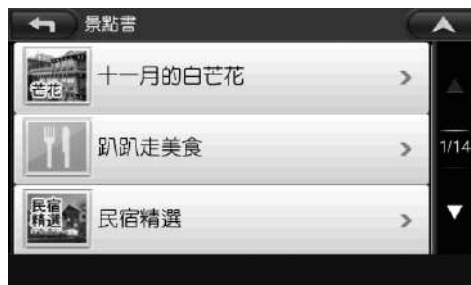 景點書
芒花
十一月的白芒花
趴趴走美食
1/14
民宿
精選
民宿精選